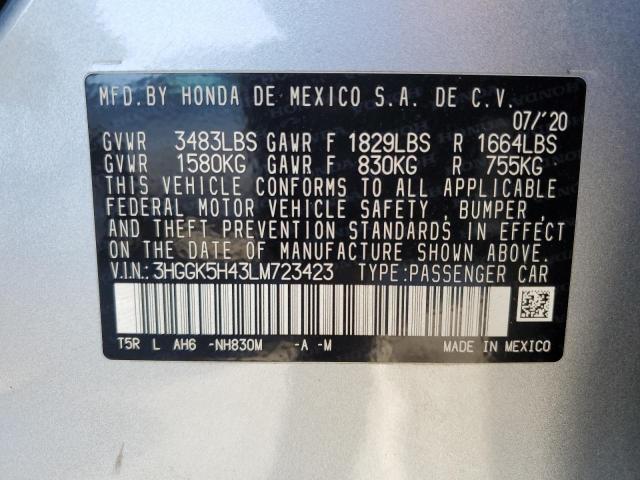 MFD.BY HONDA DE MEXICO S.A. DE C.V.
07/'20
GVWR 3483LBS GAWR F 1829LBS R 1664LBS
GVWR 1580KG GAWR F 830KG R 755KG
THIS VEHICLE CONFORMS TO ALL APPLICABLE
FEDERAL MOTOR VEHICLE SAFETY , BUMPER ,
AND THEFT PREVENTION STANDARDS IN EFFECT
ON THE DATE OF MANUFACTURE SHOWN ABOVE.
V.I.N.: 3HGGK5H43LM723423 TYPE:PASSENGER CAR
T5R L AH6 -NH830M -A -M MADE IN MEXICO